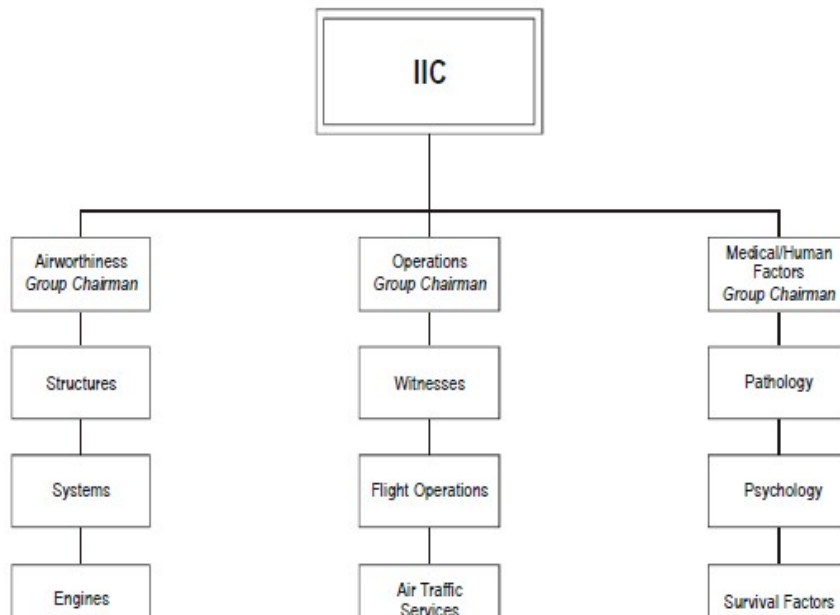 IIC
Airworthiness
Group Chairman
Operations
Group Chairman
Medical/Human
Factors
Group Chairman
Structures
Witnesses
Pathology
Systems
Flight Operations
Psychology
Engines
Air Traffic
Services
Survival Factors